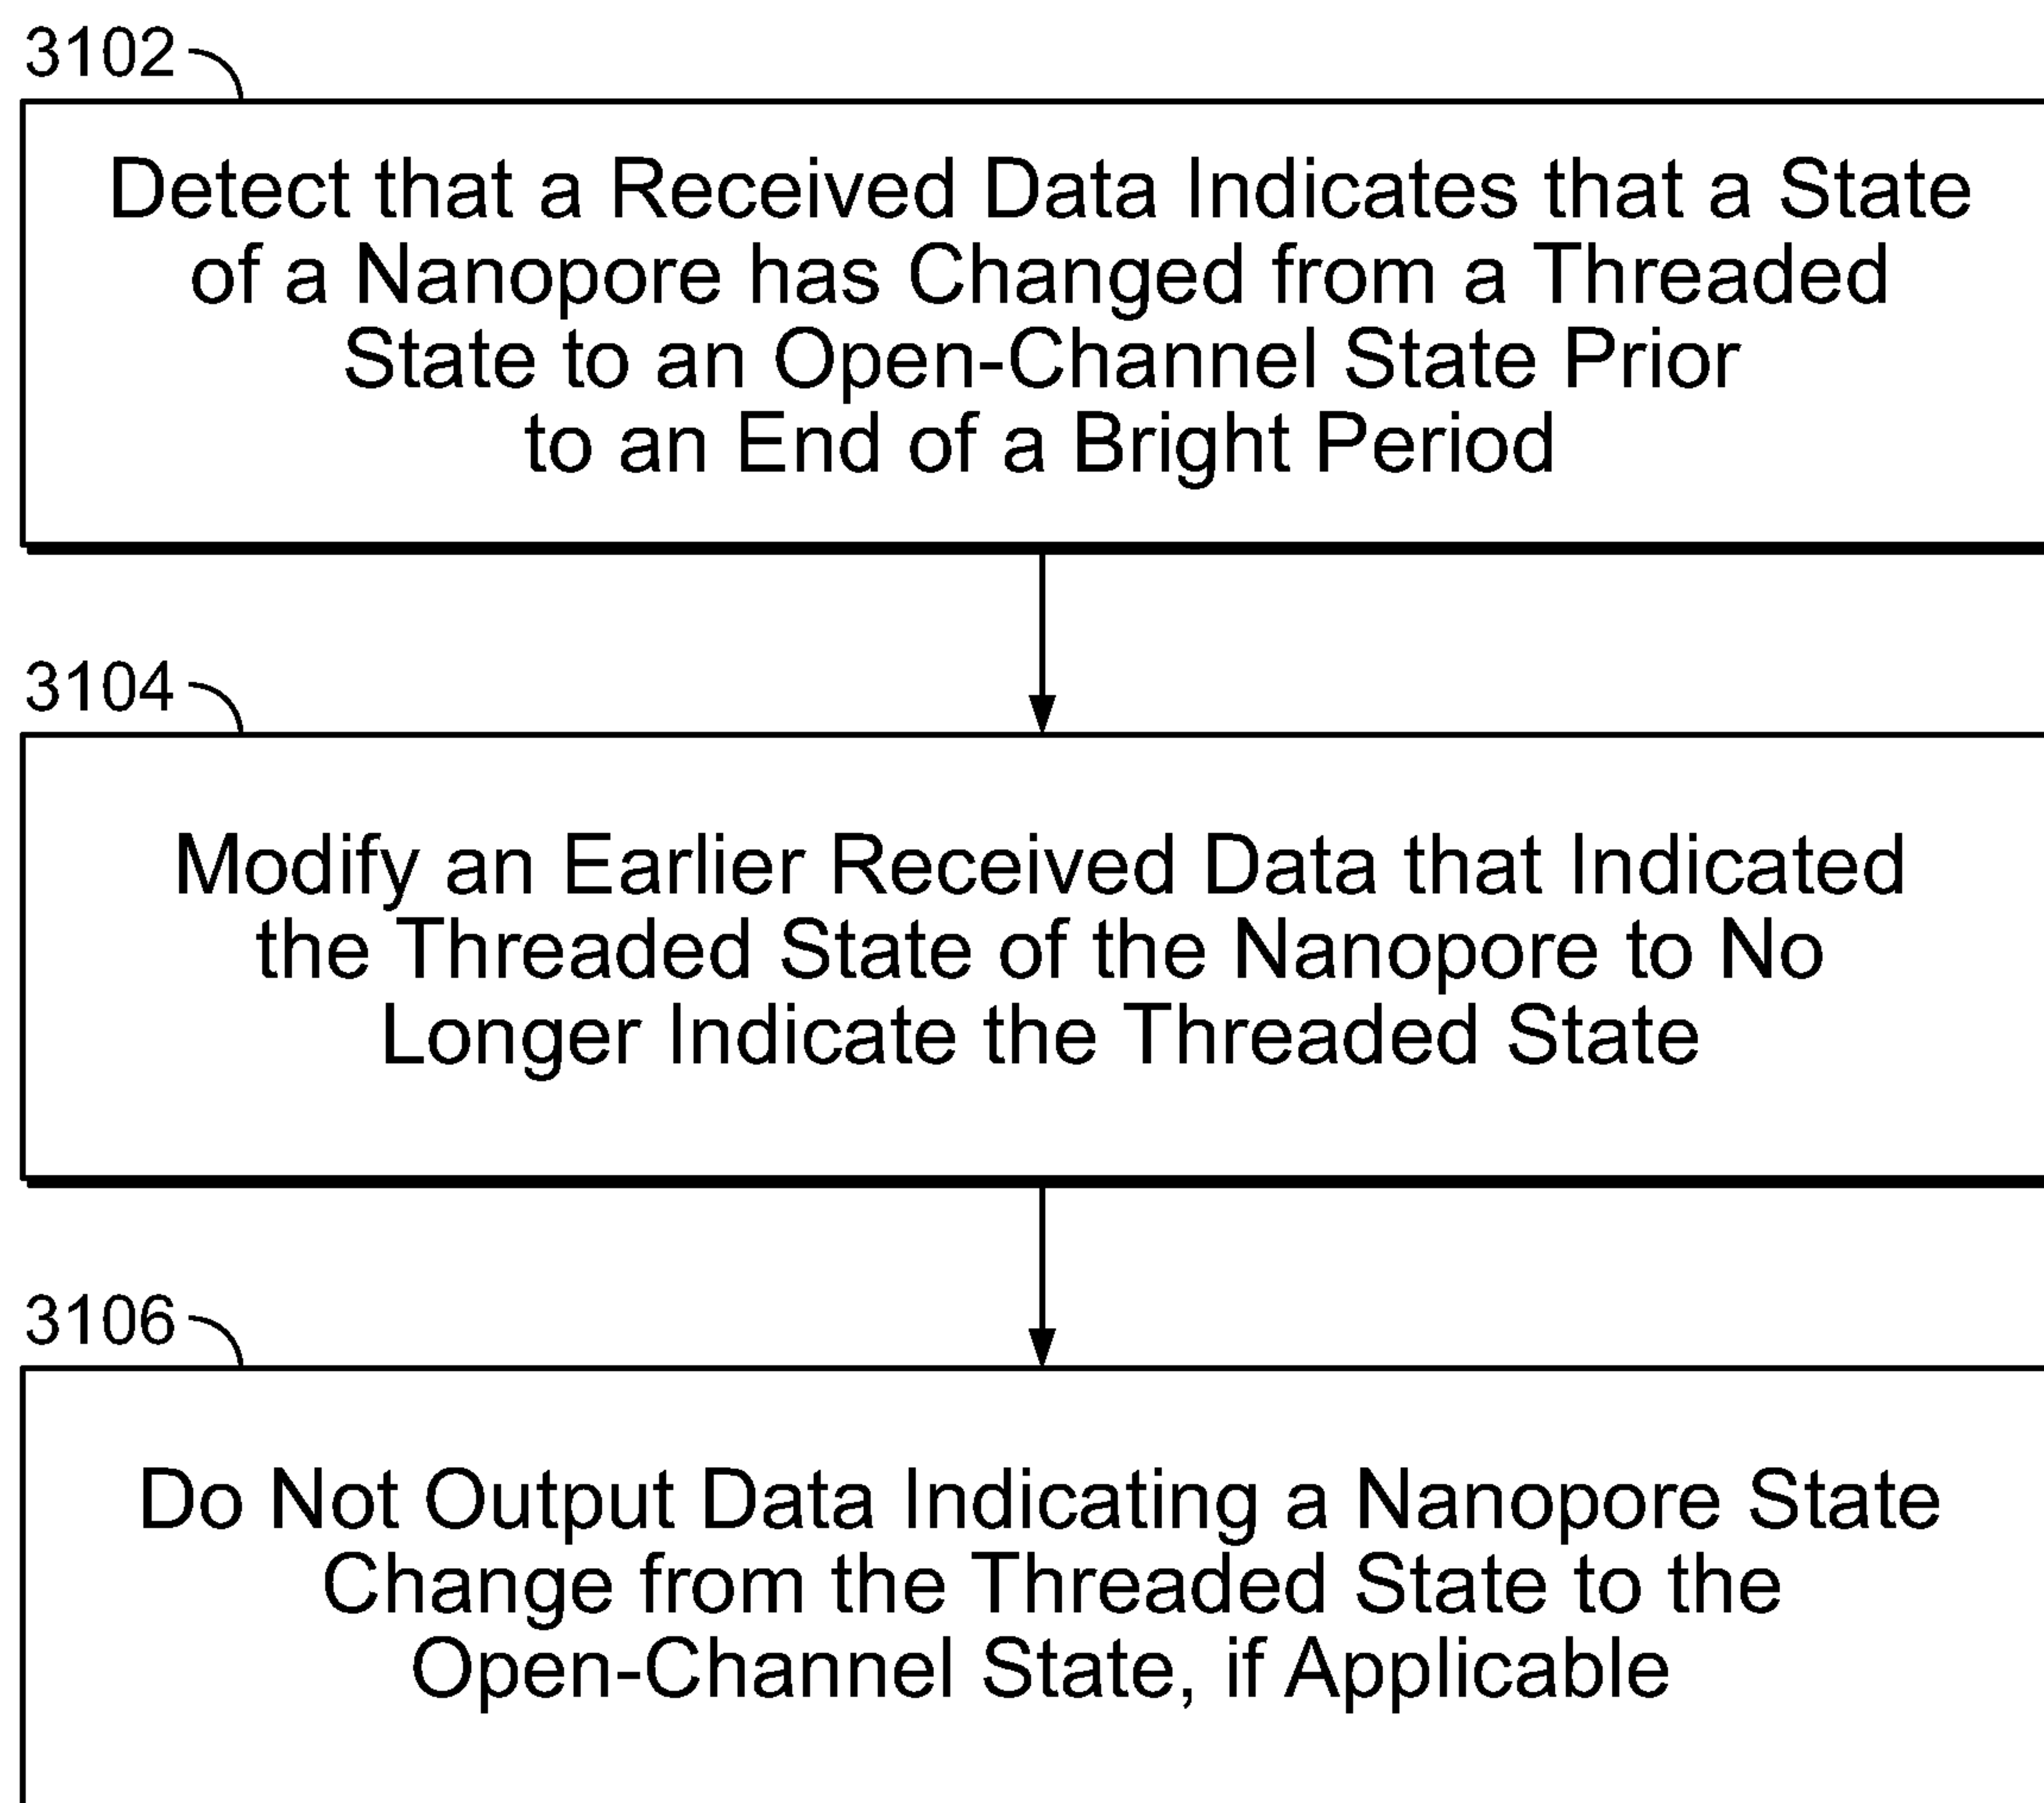 3102
Detect that a Received Data Indicates that a State
of a Nanopore has Changed from a Threaded
State to an Open-Channel State Prior
to an End of a Bright Period
3104
Modify an Earlier Received Data that Indicated
the Threaded State of the Nanopore to No
Longer Indicate the Threaded State
3106
Do Not Output Data Indicating a Nanopore State
Change from the Threaded State to the
Open-Channel State, if Applicable